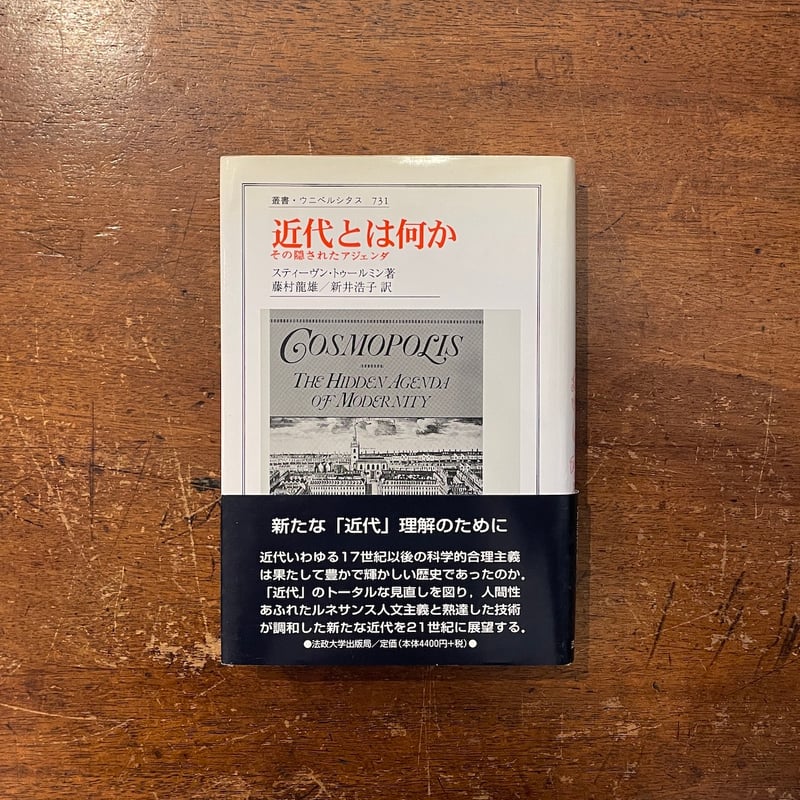 叢書・ウニベルシタス 731
近代とは何か
その隠されたアジェンダ
スティーヴン・トゥールミン著
藤村龍雄／新井浩子 訳
COSMOPOLIS
THE HIDDEN AGENDA
OF MODERNITY
新たな「近代」理解のために
近代いわゆる17世紀以後の科学的合理主義
は果たして豊かで輝かしい歴史であったのか。
「近代」のトータルな見直しを図り，人間性
あふれたルネサンス人文主義と熟達した技術
が調和した新たな近代を21世紀に展望する。
●法政大学出版局／定価（本体4400円+税）●